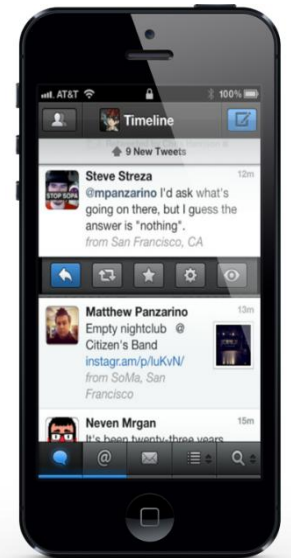 AT&T 100%
Timeline
9 New Tweets
Steve Streza 12m
STOP SOPA
@mpanzarino I'd ask what's
going on there, but I guess the
answer is "nothing".
from San Francisco, CA
Matthew Panzarino 13m
Empty nightclub @
Citizen's Band
instagr.am/p/IuKvN/
from SoMa, San
Francisco
Neven Mrgan 15m
It's been twenty-three years
@